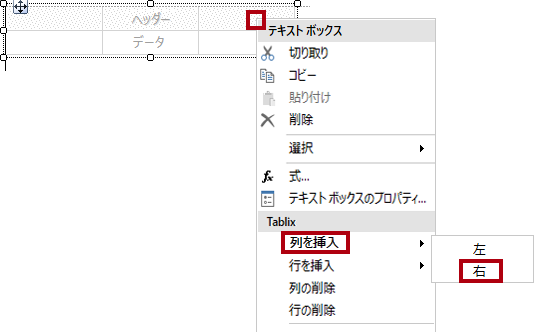 ヘッダー
データ
テキスト ボックス
切り取り
コピー
貼り付け
削除
選択
fx 式...
テキスト ボックスのプロパティ...
Tablix
列を挿入
左
行を挿入
右
列の削除
行の削除